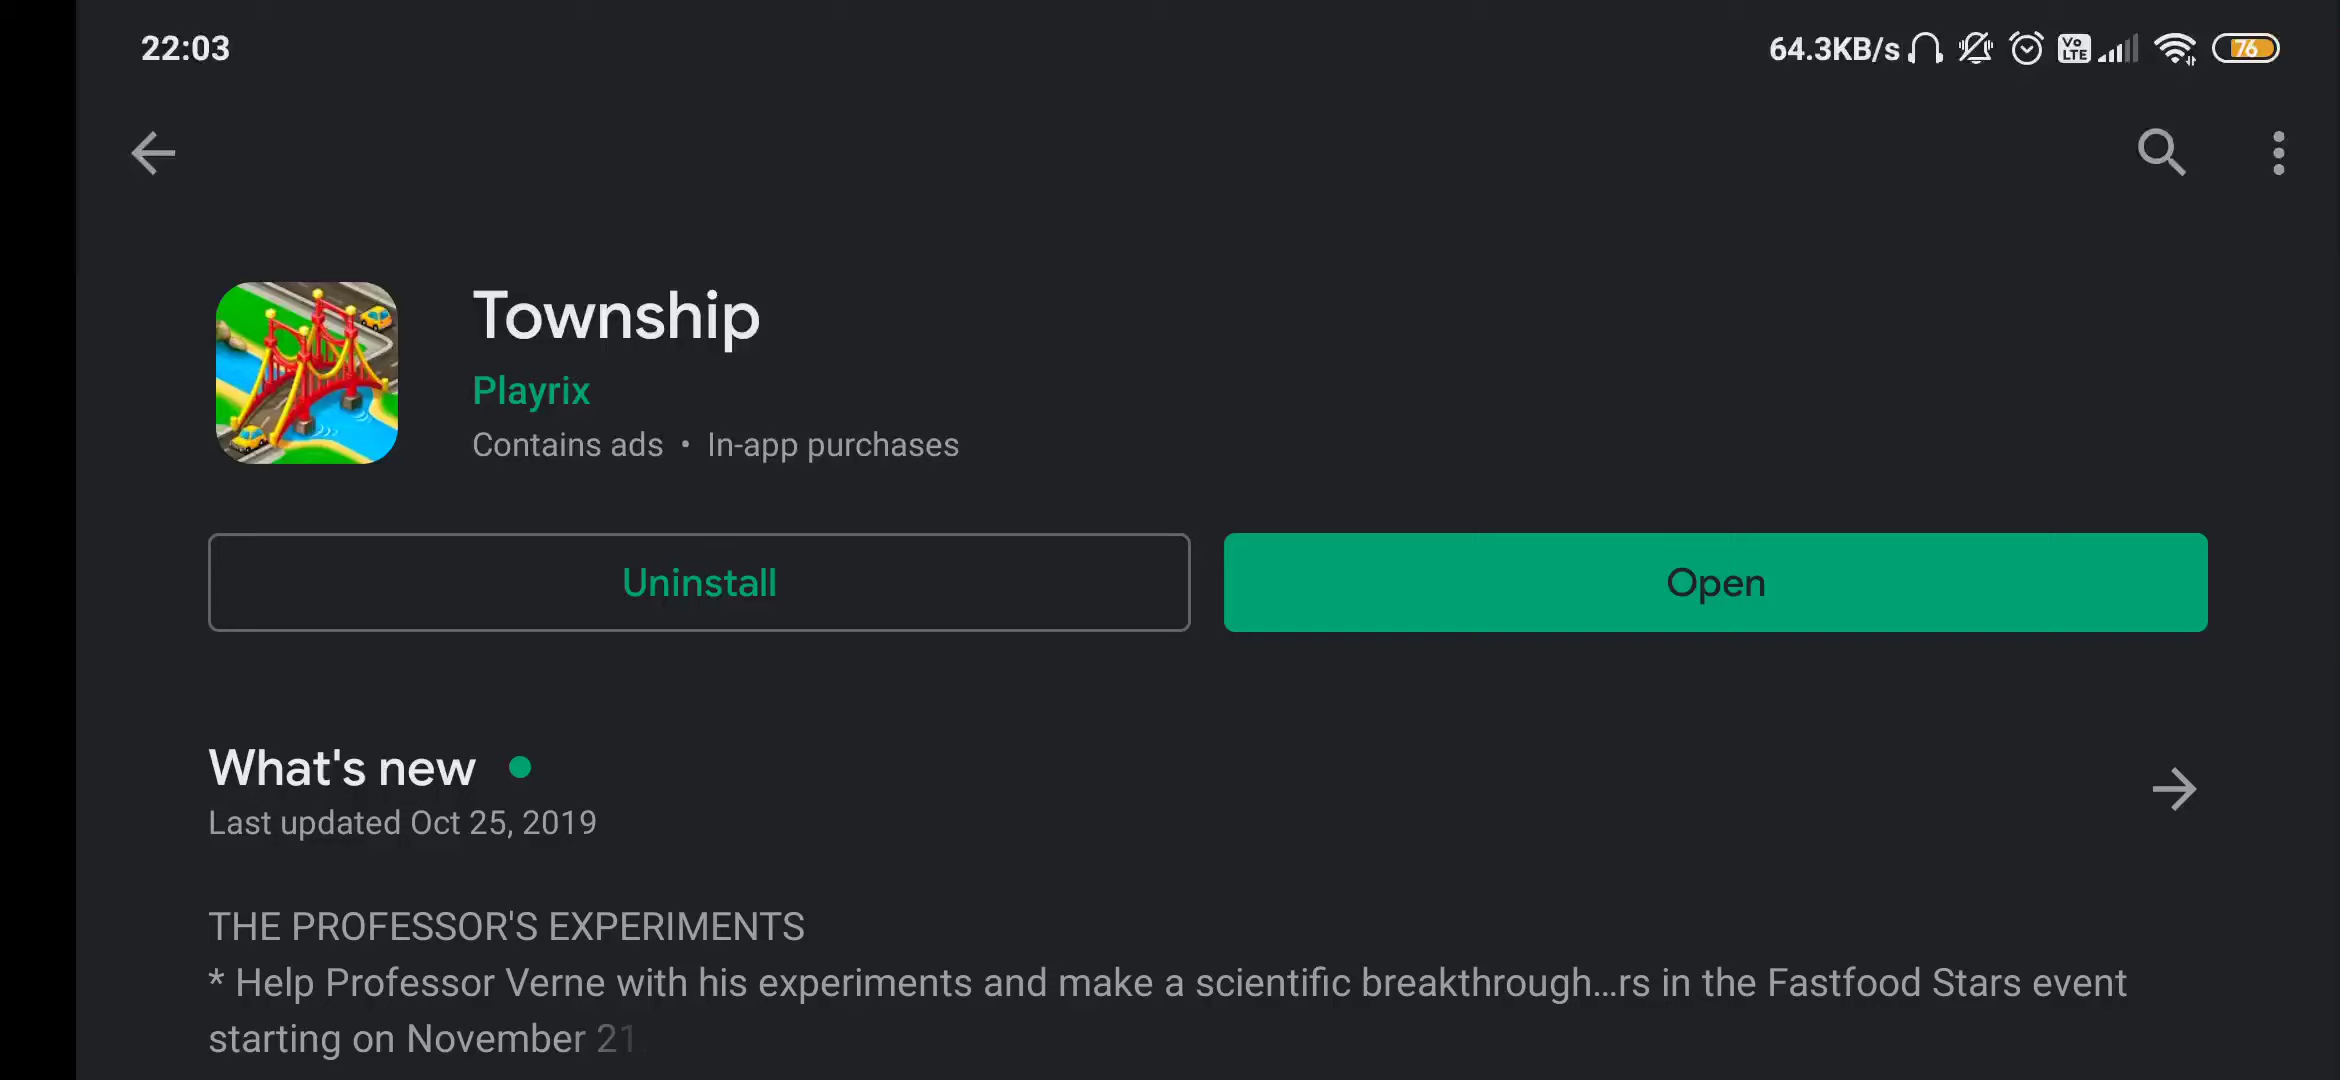 22:03
64.3KB/s Vo LTE 76
Township
Playrix
Contains ads • In-app purchases
Uninstall
Open
What's new
Last updated Oct 25, 2019
THE PROFESSOR'S EXPERIMENTS
* Help Professor Verne with his experiments and make a scientific breakthrough...rs in the Fastfood Stars event
starting on November 21